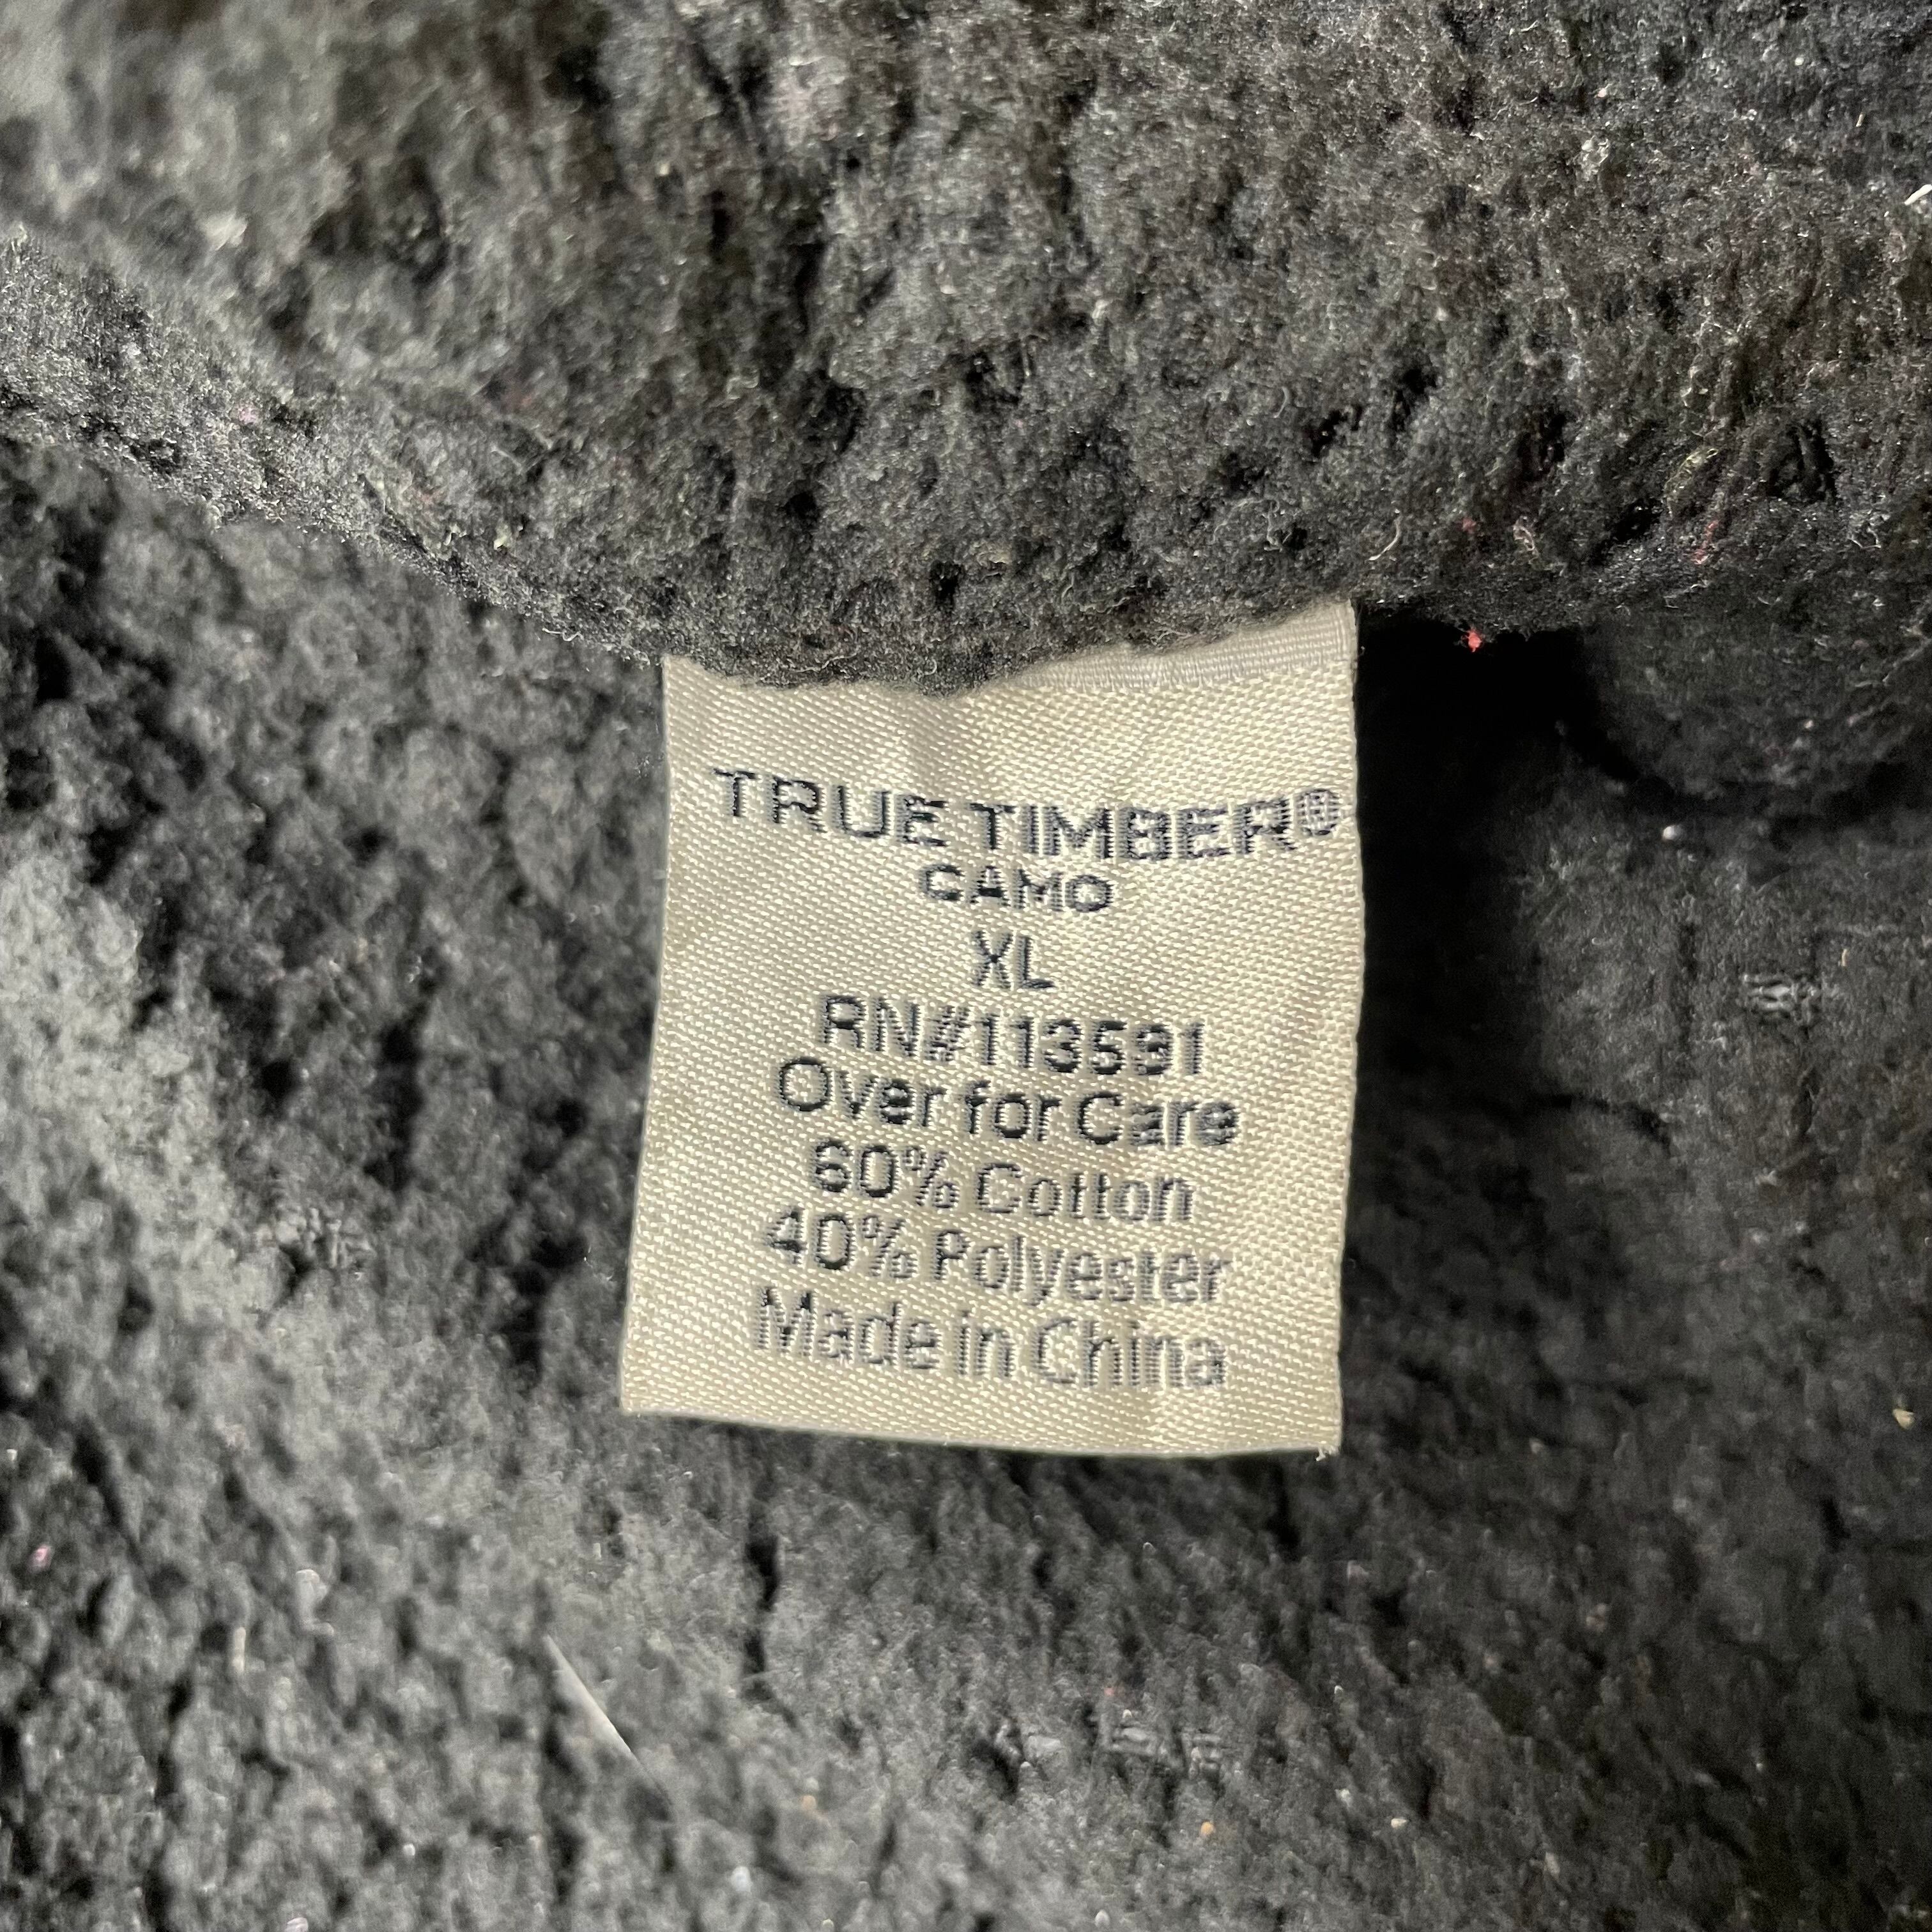 TRUE TIMBER®
CAMO
XL
RN#113591
Over for Care
60% Cotton
40% Polyester
Made in China